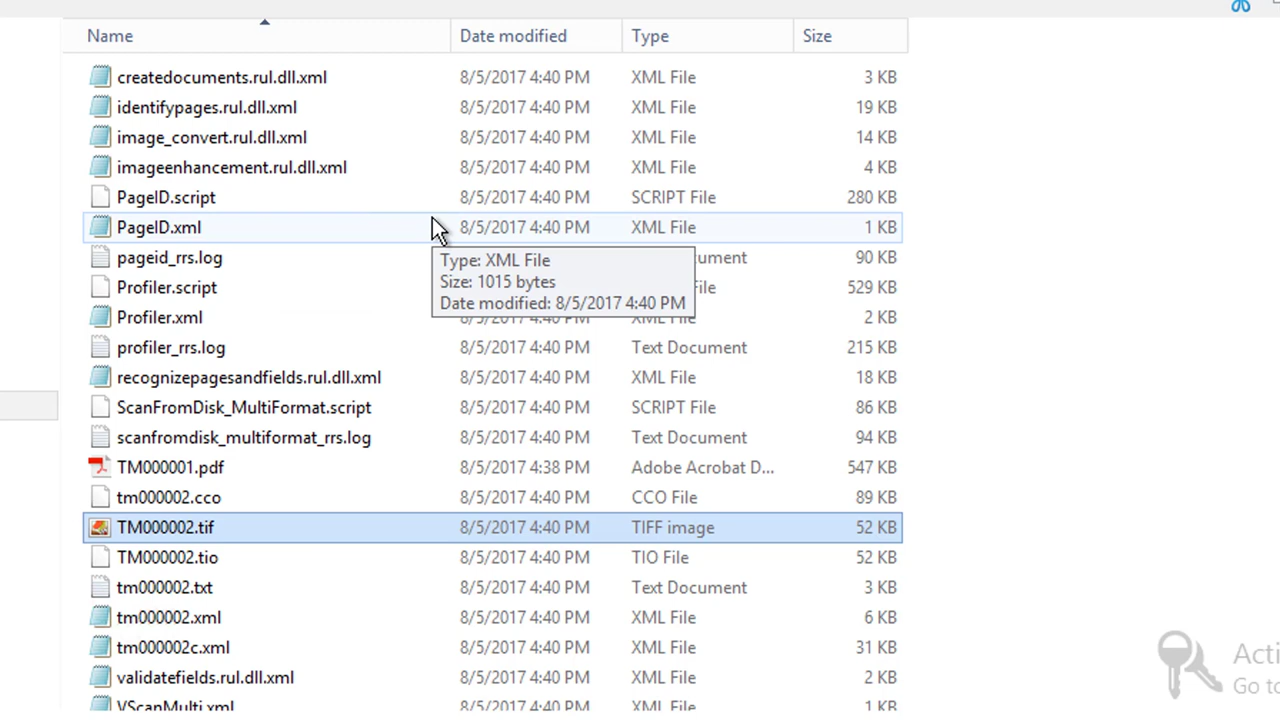 Name Date modified Type Size
createdocuments.rul.dll.xml 8/5/2017 4:40 PM XML File 3 KB
identifypages.rul.dll.xml 8/5/2017 4:40 PM XML File 19 KB
image_convert.rul.dll.xml 8/5/2017 4:40 PM XML File 14 KB
imageenhancement.rul.dll.xml 8/5/2017 4:40 PM XML File 4 KB
PageID.script 8/5/2017 4:40 PM SCRIPT File 280 KB
PageID.xml 8/5/2017 4:40 PM XML File 1 KB
pageid_rrs.log ument 90 KB
Type: XML File
Size: 1015 bytes
Date modified: 8/5/2017 4:40 PM
Profiler.script ile 529 KB
Profiler.xml 8/5/2017 4:40 PM XML File 2 KB
profiler_rrs.log 8/5/2017 4:40 PM Text Document 215 KB
recognizepagesandfields.rul.dll.xml 8/5/2017 4:40 PM XML File 18 KB
ScanFromDisk_MultiFormat.script 8/5/2017 4:40 PM SCRIPT File 86 KB
scanfromdisk_multiformat_rrs.log 8/5/2017 4:40 PM Text Document 94 KB
TM000001.pdf 8/5/2017 4:38 PM Adobe Acrobat D... 547 KB
tm000002.cco 8/5/2017 4:40 PM CCO File 89 KB
TM000002.tif 8/5/2017 4:40 PM TIFF image 52 KB
TM000002.tio 8/5/2017 4:40 PM TIO File 52 KB
tm000002.txt 8/5/2017 4:40 PM Text Document 3 KB
tm000002.xml 8/5/2017 4:40 PM XML File 6 KB
tm000002c.xml 8/5/2017 4:40 PM XML File 31 KB
validatefields.rul.dll.xml 8/5/2017 4:40 PM XML File 2 KB
VScanMulti.xml 8/5/2017 4:40 PM XML File 1 KB
Acti
Go to